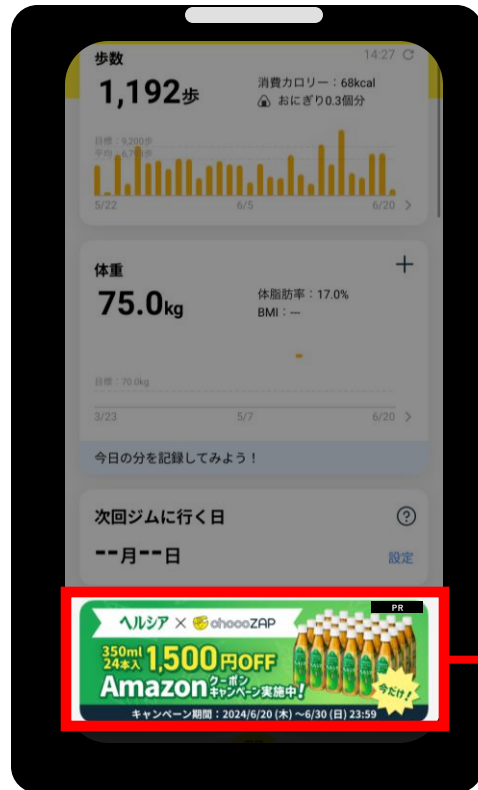 歩数
14:27
1,192歩
消費カロリー：68kcal
おにぎり0.3個分
目標：9,200歩
5/22 6/5 6/20
体重
75.0kg
体脂肪率：17.0%
BMI：--
目標：70.0kg
3/23 5/7 6/20
今日の分を記録してみよう！
次回ジムに行く日
--月--日
設定
PR
ヘルシア × chocoZAP
350ml
24本入 1,500円OFF
Amazonクーポンキャンペーン実施中！
今だけ！
キャンペーン期間：2024/6/20 (木) ～6/30 (日) 23:59